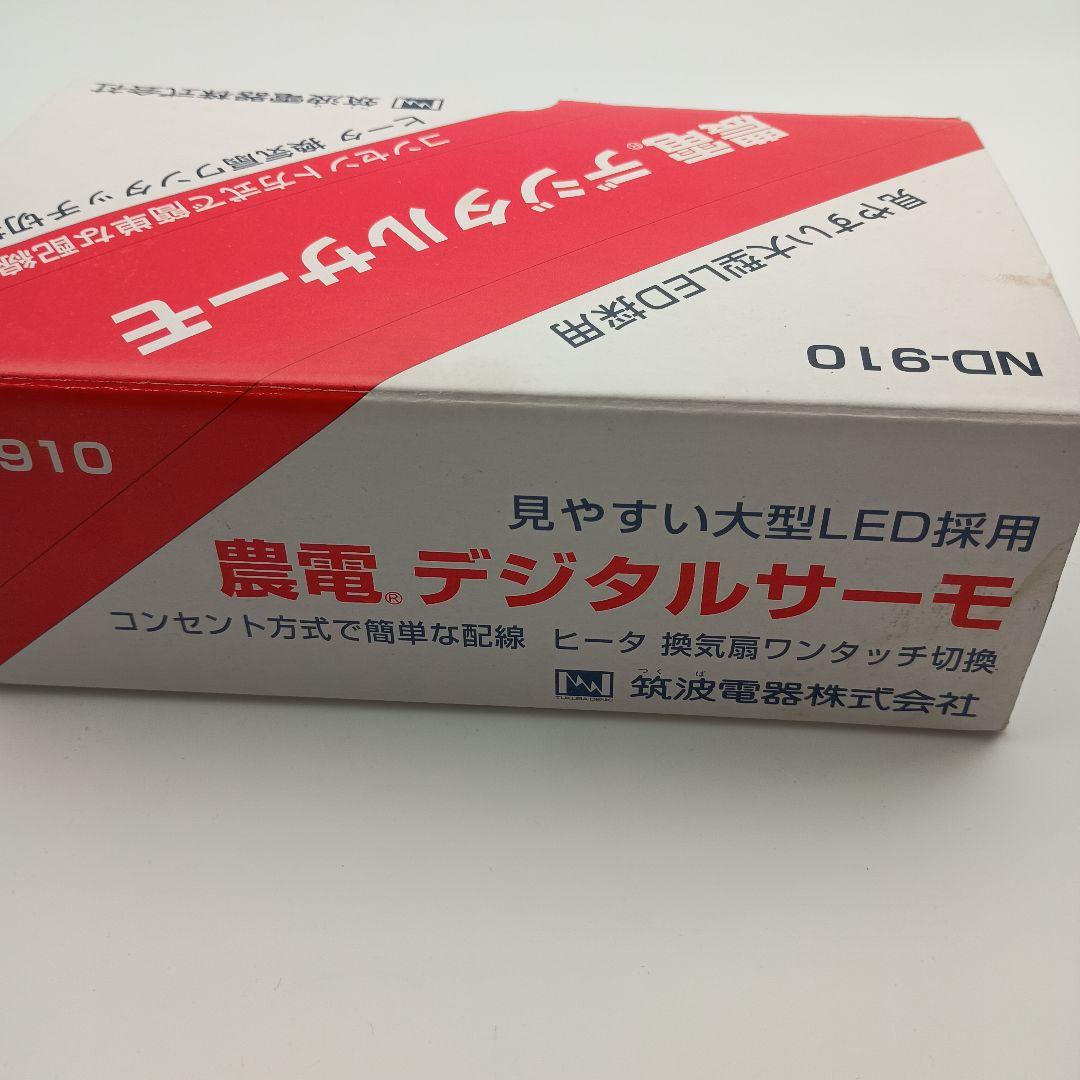 筑波電器株式会社
ヒータ 換気扇ワンタッチ切
コンセント方式で簡単な配線
農電®デジタルサーモ
見やすい大型LED採用
ND-910
910
見やすい大型LED採用
農電®デジタルサーモ
コンセント方式で簡単な配線 ヒータ 換気扇ワンタッチ切換
つくば
TUKUBA DENKI 筑波電器株式会社